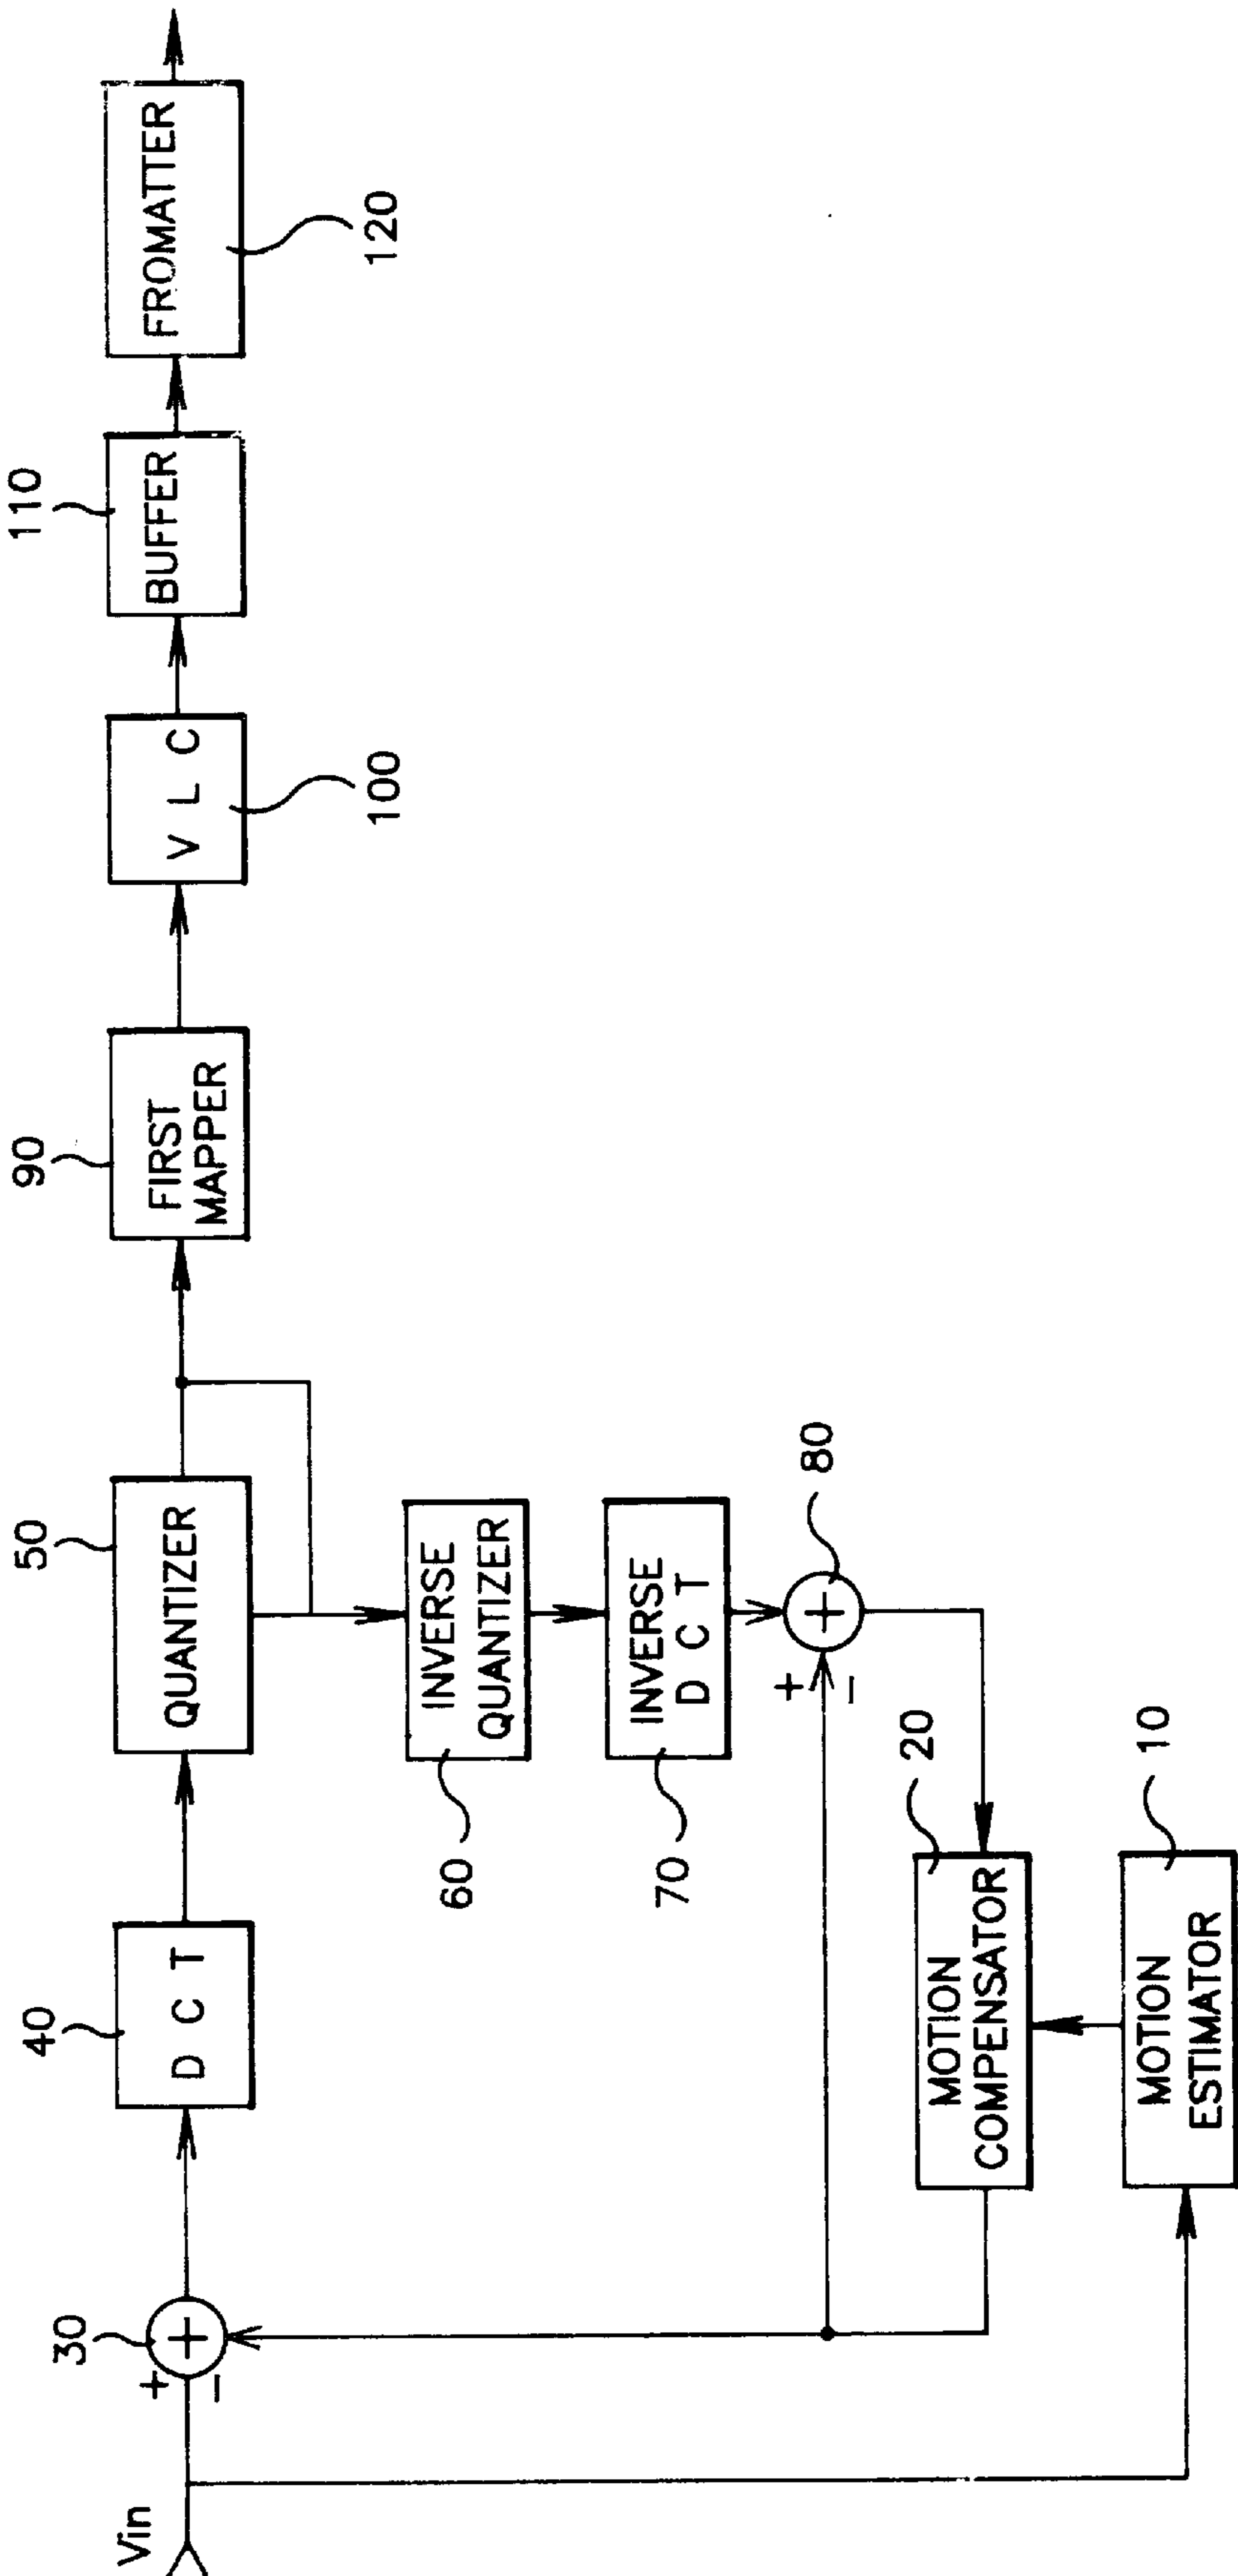 Vin
+
−
30
40
D C T
50
QUANTIZER
90
FIRST
MAPPER
V L C
100
110
BUFFER
FROMATTER
120
INVERSE
QUANTIZER
60
INVERSE
D C T
70
+
−
80
MOTION
COMPENSATOR
20
MOTION
ESTIMATOR
10